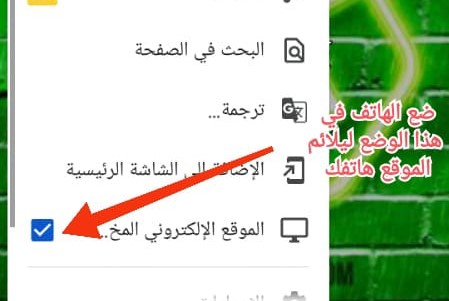 البحث في الصفحة
ترجمة...
ضع الهاتف في
هذا الوضع ليلائم
الموقع هاتفك
الإضافة إلى الشاشة الرئيسية
الموقع الإلكتروني المخ...